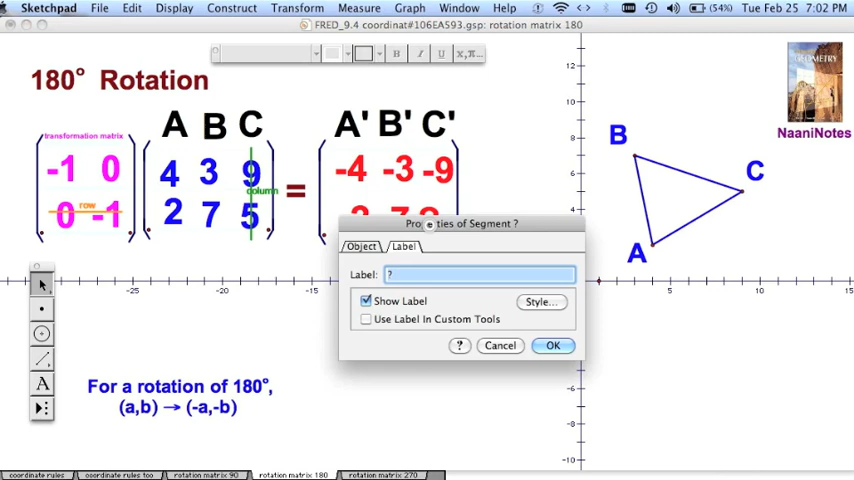 Sketchpad File Edit Display Construct Transform Measure Graph Window Help (54%) Tue Feb 25 7:02 PM
FRED_9.4 coordinat#106EA593.gsp: rotation matrix 180
B I U x,π...
180° Rotation
GEOMETRY
NaaniNotes
A B C A' B' C'
transformation matrix
-1 0 4 3 9 = -4 -3 -9
column
row
0 -1 2 7 5
B
C
A
12
10
8
6
4
-25 -20 -15 5 10 15
-6
-8
-10
Properties of Segment ?
Object Label
Label: ?
Show Label Style...
Use Label In Custom Tools
? Cancel OK
A
For a rotation of 180°,
(a,b) → (-a,-b)
coordinate rules coordinate rules too rotation matrix 90 rotation matrix 180 rotation matrix 270